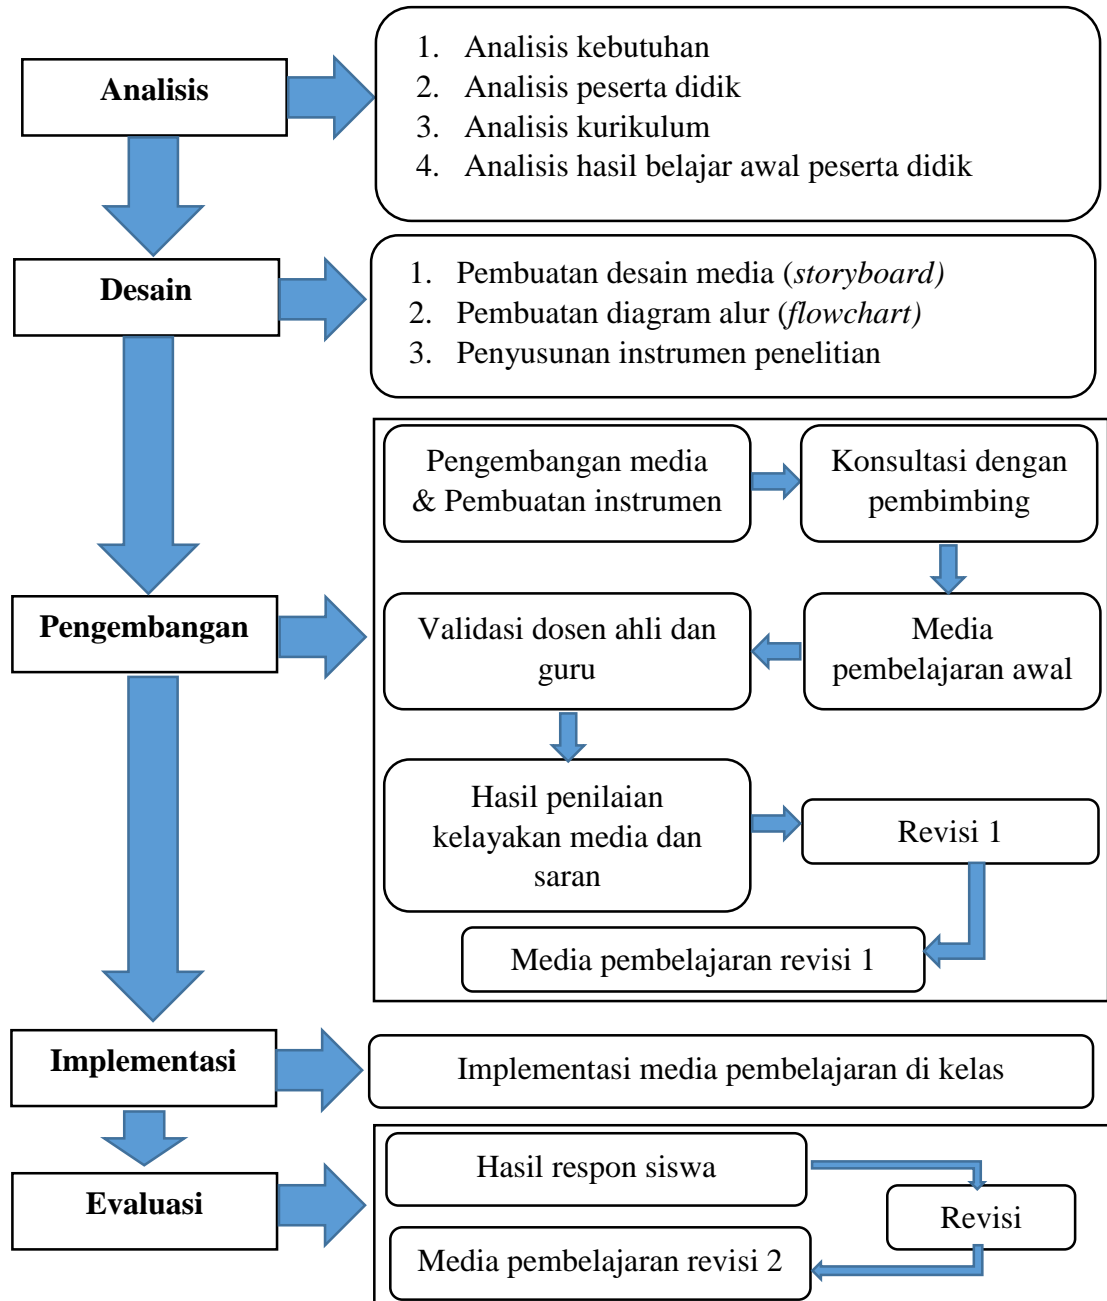 Analisis
1. Analisis kebutuhan
2. Analisis peserta didik
3. Analisis kurikulum
4. Analisis hasil belajar awal peserta didik
Desain
1. Pembuatan desain media (storyboard)
2. Pembuatan diagram alur (flowchart)
3. Penyusunan instrumen penelitian
Pengembangan
Pengembangan media
& Pembuatan instrumen
Konsultasi dengan
pembimbing
Media
pembelajaran awal
Validasi dosen ahli dan
guru
Hasil penilaian
kelayakan media dan
saran
Revisi 1
Media pembelajaran revisi 1
Implementasi
Implementasi media pembelajaran di kelas
Evaluasi
Hasil respon siswa
Revisi
Media pembelajaran revisi 2